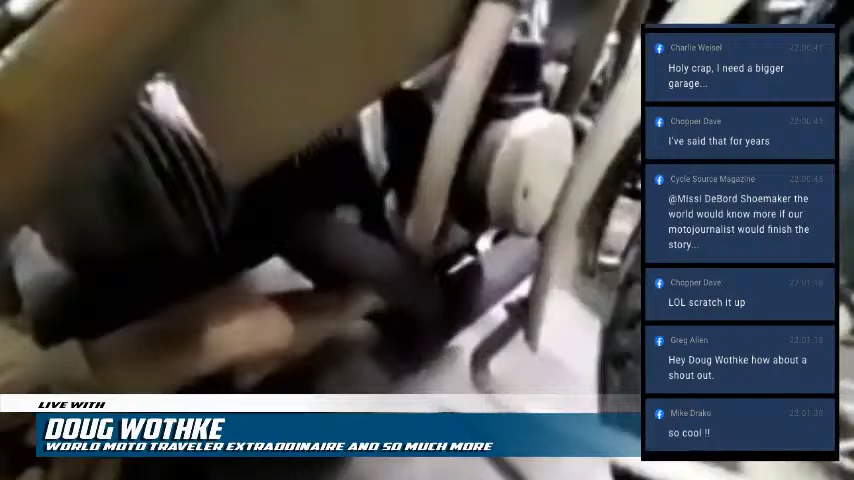 Charlie Weisel 22:00:41
Holy crap, I need a bigger
garage...
Chopper Dave 22:00:41
I've said that for years
Cycle Source Magazine 22:00:45
@Missi DeBord Shoemaker the
world would know more if our
motojournalist would finish the
story...
Chopper Dave 22:01:18
LOL scratch it up
Greg Allen 22:01:18
Hey Doug Wothke how about a
shout out.
Mike Drako 22:01:30
so cool !!
LIVE WITH
DOUG WOTHKE
WORLD MOTO TRAVELER EXTRAODINAIRE AND SO MUCH MORE